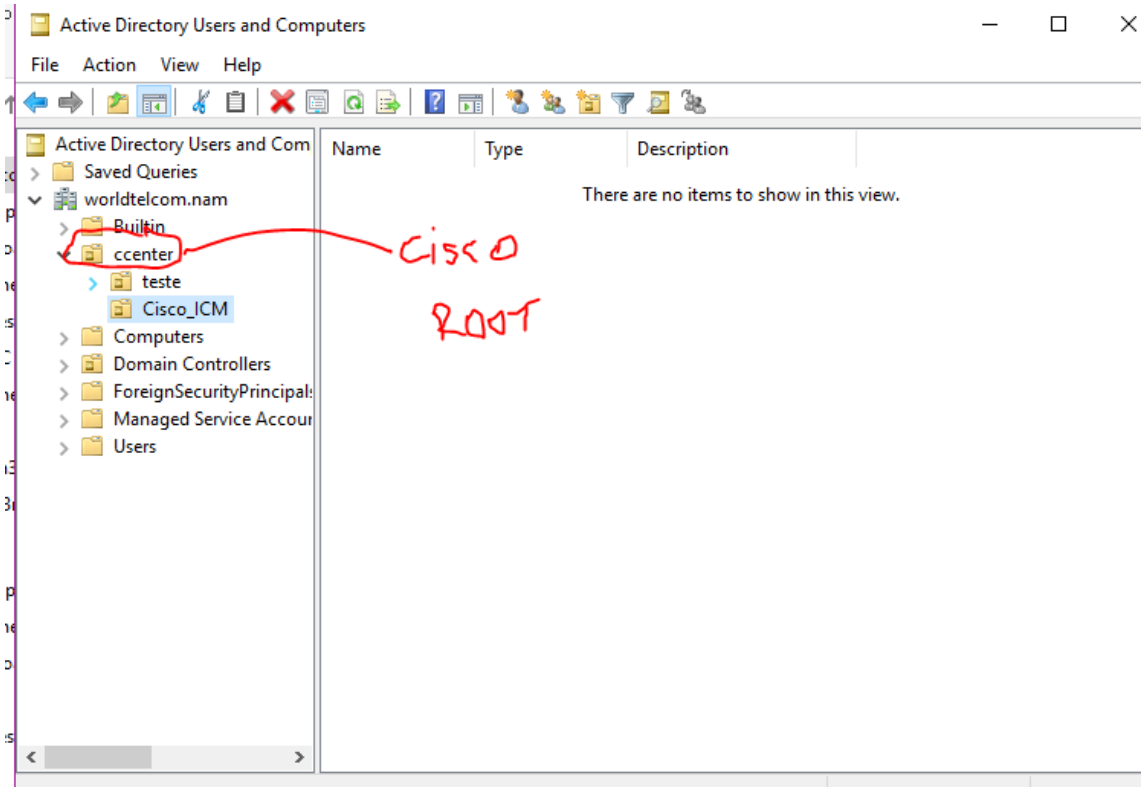 Active Directory Users and Computers
File Action View Help
Active Directory Users and Com
Name Type Description
Saved Queries
There are no items to show in this view.
worldtelcom.nam
Builtin
ccenter
Cisco
teste
Cisco_ICM
ROOT
Computers
Domain Controllers
ForeignSecurityPrincipals
Managed Service Accour
Users